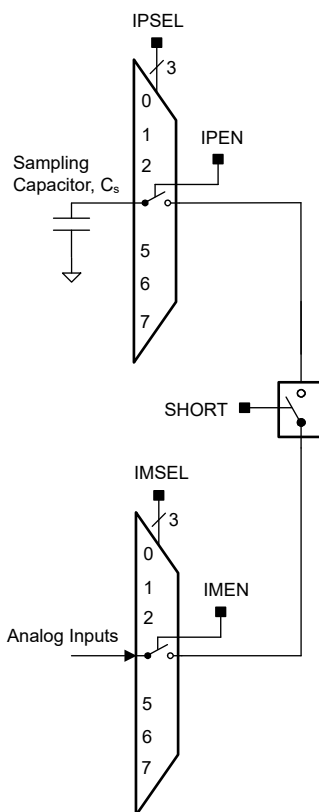 IPSEL
3
0
1
IPEN
2
Sampling
Capacitor, Cₛ
5
6
7
SHORT
IMSEL
3
0
1
IMEN
2
Analog Inputs
5
6
7